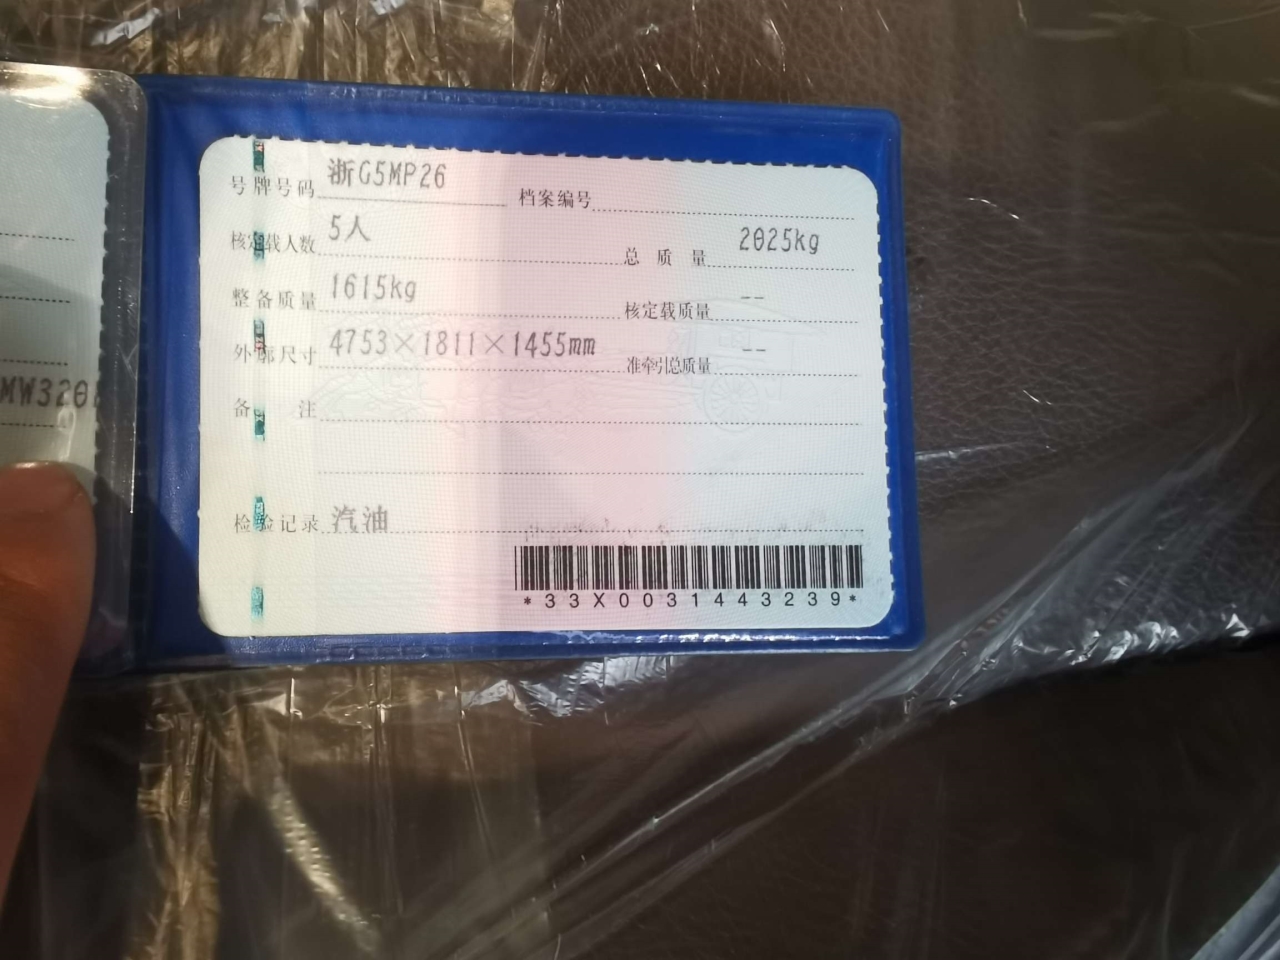 MW320
号牌号码 浙G5MP26 档案编号
核定载人数 5人 总质量 2025kg
整备质量 1615kg 核定载质量 --
外廓尺寸 4753×1811×1455mm 准牵引总质量 --
备注
检验记录 汽油
*33X0031443239*